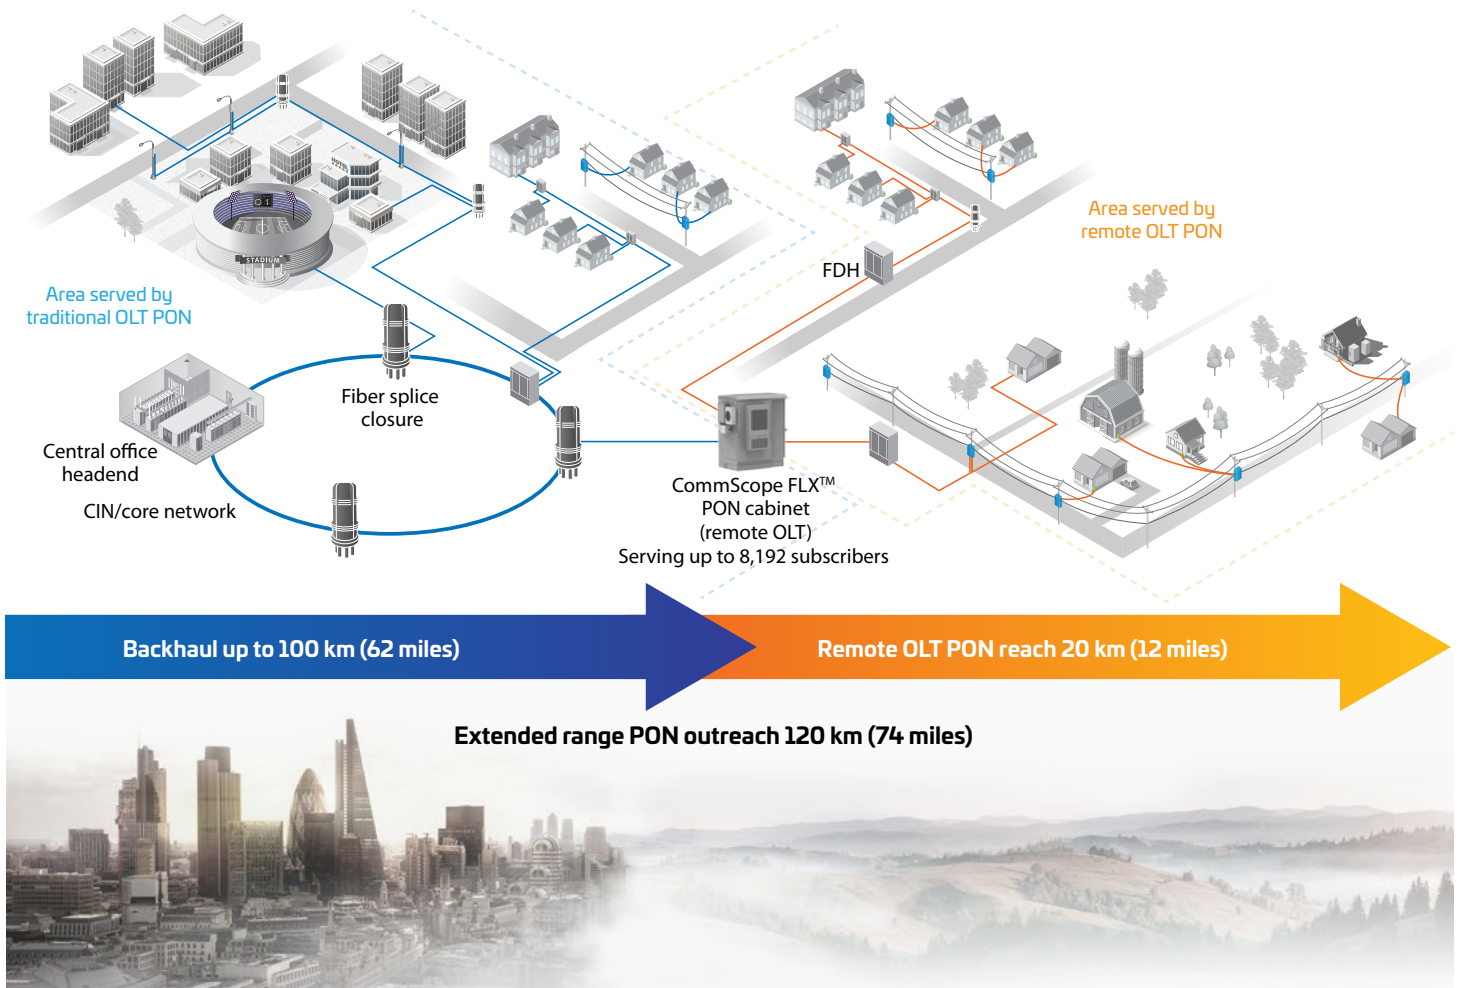 Area served by
remote OLT PON
FDH
STADIUM
Area served by
traditional OLT PON
Fiber splice
closure
Central office
headend
CIN/core network
CommScope FLX™
PON cabinet
(remote OLT)
Serving up to 8,192 subscribers
Backhaul up to 100 km (62 miles)
Remote OLT PON reach 20 km (12 miles)
Extended range PON outreach 120 km (74 miles)